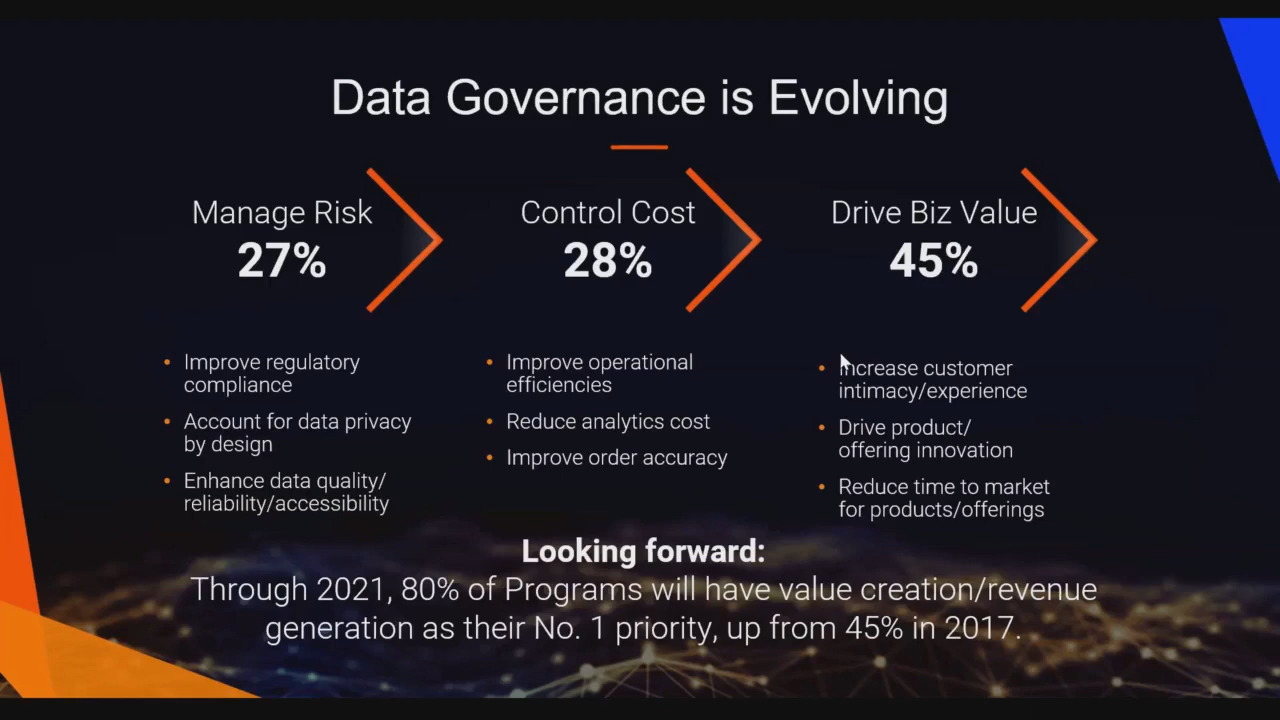 Data Governance is Evolving
Manage Risk
27%
Control Cost
28%
Drive Biz Value
45%
• Improve regulatory
compliance
• Account for data privacy
by design
• Enhance data quality/
reliability/accessibility
• Improve operational
efficiencies
• Reduce analytics cost
• Improve order accuracy
• Increase customer
intimacy/experience
• Drive product/
offering innovation
• Reduce time to market
for products/offerings
Looking forward:
Through 2021, 80% of Programs will have value creation/revenue
generation as their No. 1 priority, up from 45% in 2017.